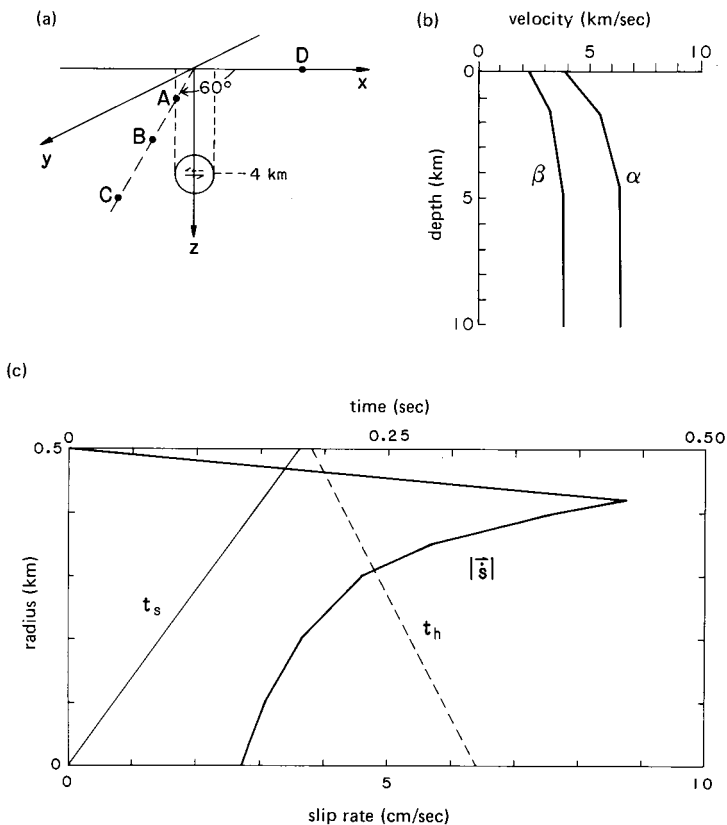 (a)
D
x
60°
A
B
y
C
4 km
z
(b)
velocity (km/sec)
0 5 10
0
β
α
5
10
depth (km)
(c)
time (sec)
0 0.25 0.50
0.5
|ṡ|
t_s
t_h
radius (km)
0
0 5 10
slip rate (cm/sec)